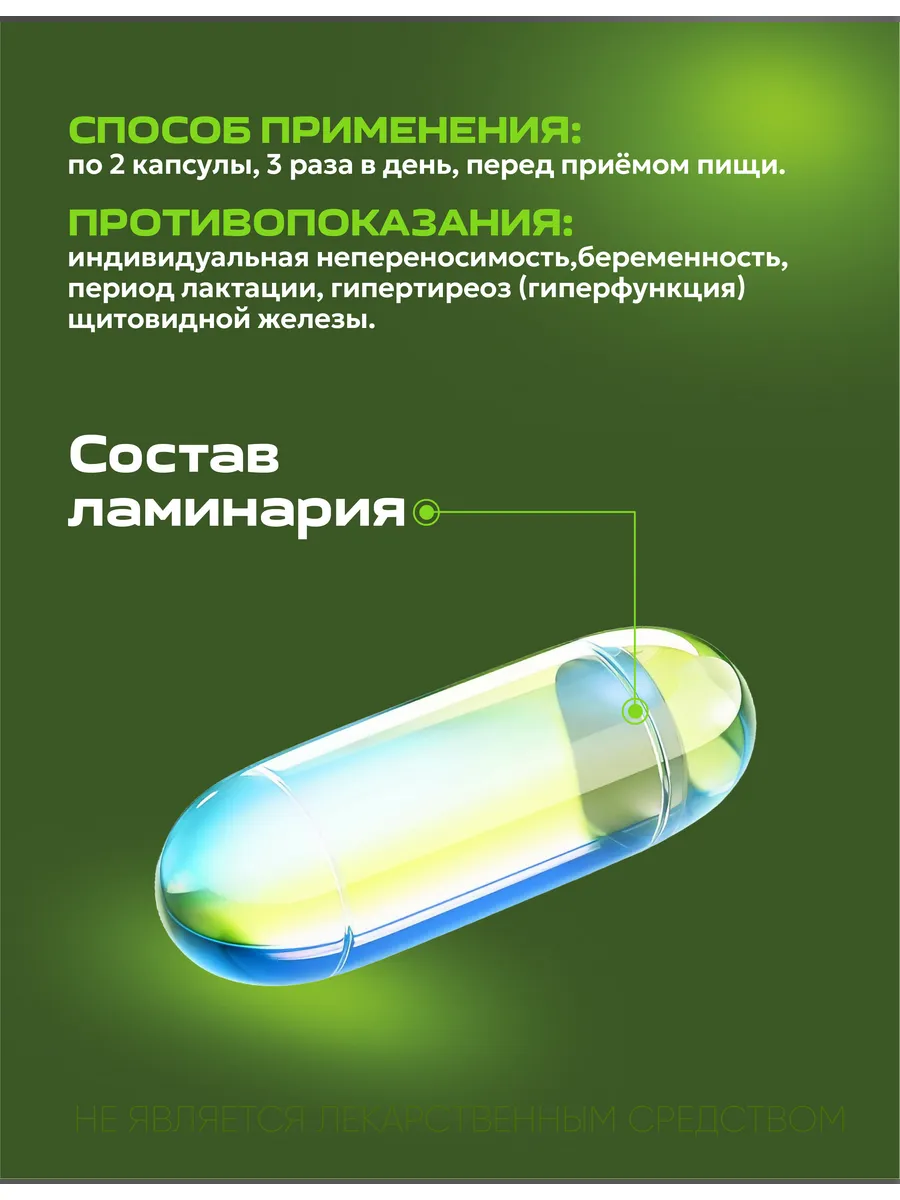 СПОСОБ ПРИМЕНЕНИЯ:
по 2 капсулы, 3 раза в день, перед приёмом пищи.
ПРОТИВОПОКАЗАНИЯ:
индивидуальная непереносимость,беременность,
период лактации, гипертиреоз (гиперфункция)
щитовидной железы.
Состав
ламинария
НЕ ЯВЛЯЕТСЯ ЛЕКАРСТВЕННЫМ СРЕДСТВОМ